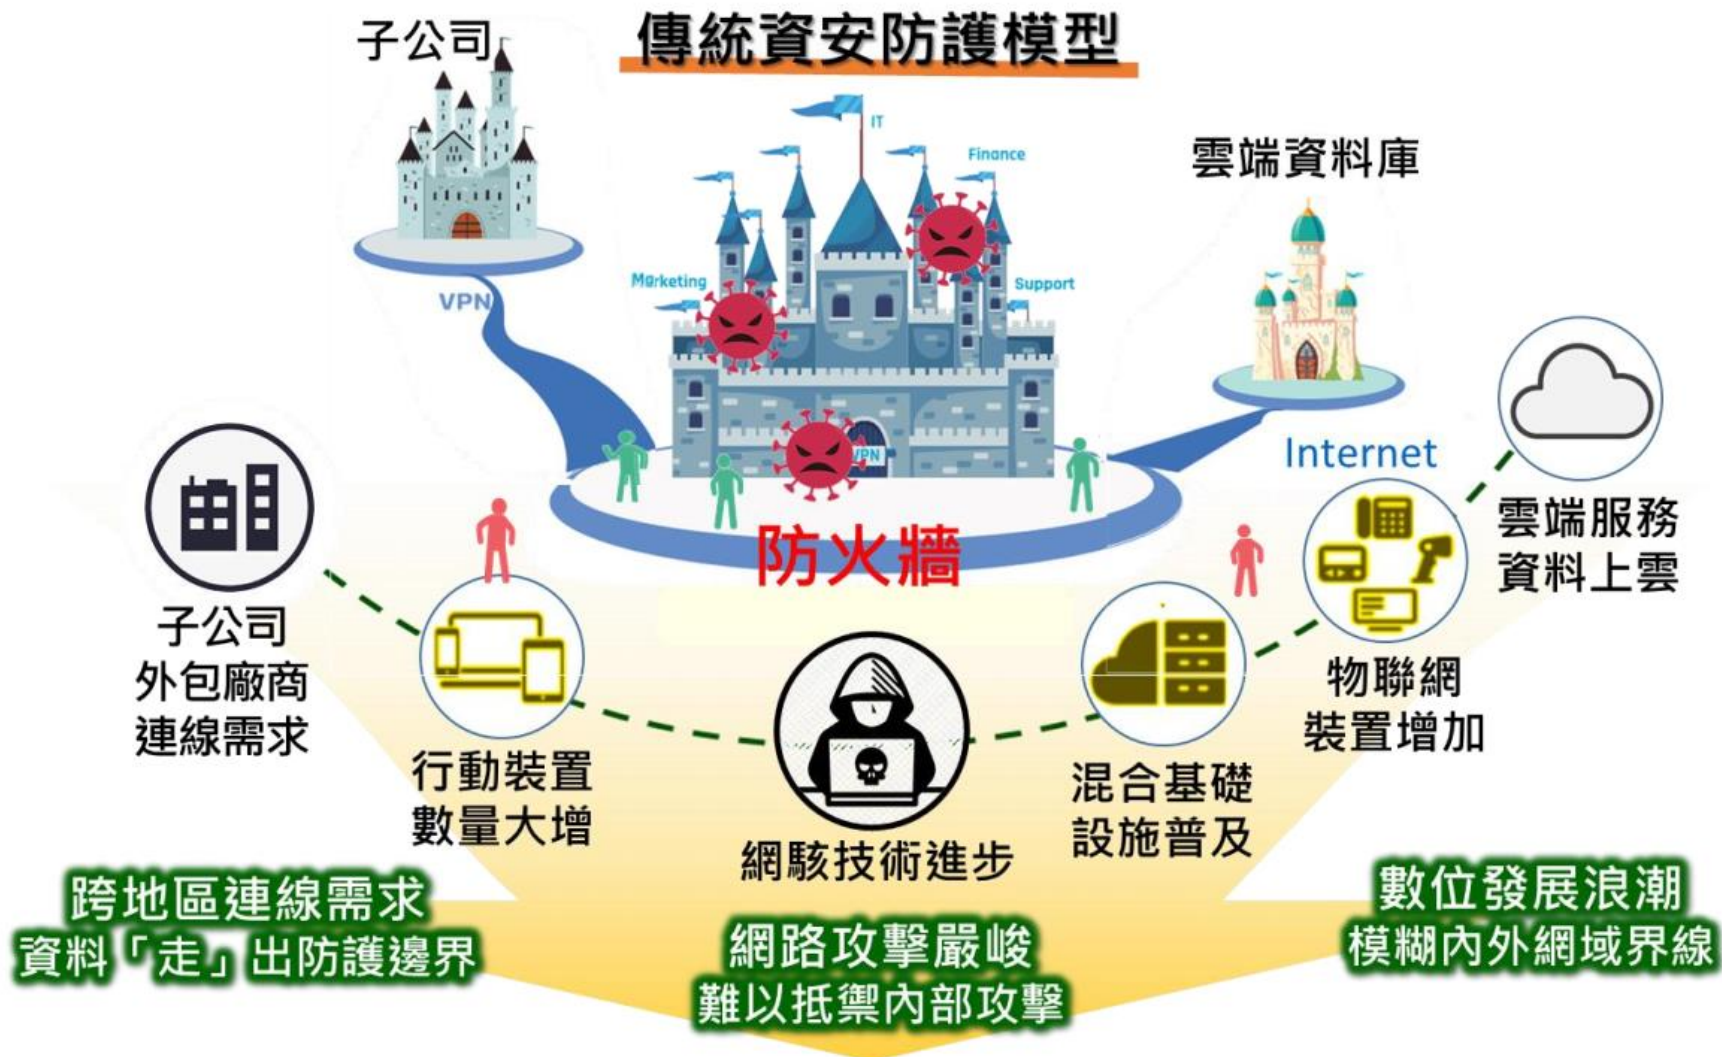 傳統資安防護模型
子公司
IT
Finance
雲端資料庫
Marketing
Support
VPN
VPN
Internet
防火牆
子公司
外包廠商
連線需求
行動裝置
數量大增
網駭技術進步
混合基礎
設施普及
物聯網
裝置增加
雲端服務
資料上雲
跨地區連線需求
資料「走」出防護邊界
網路攻擊嚴峻
難以抵禦內部攻擊
數位發展浪潮
模糊內外網域界線